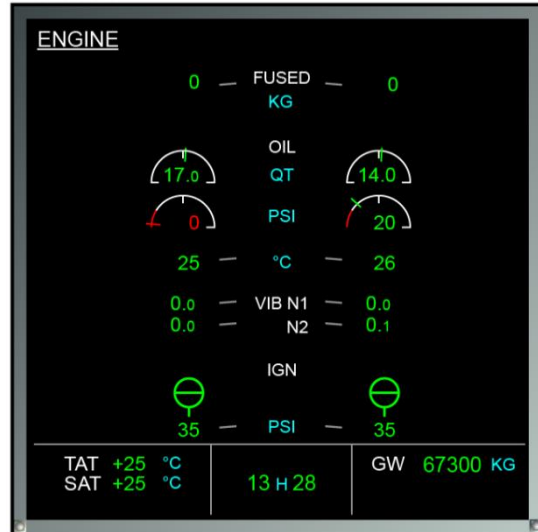 ENGINE
0 FUSED 0
KG
OIL
17.0 QT 14.0
0 PSI 20
25 °C 26
0.0 VIB N1 0.0
0.0 N2 0.1
IGN
35 PSI 35
TAT +25 °C GW 67300 KG
SAT +25 °C 13 H 28